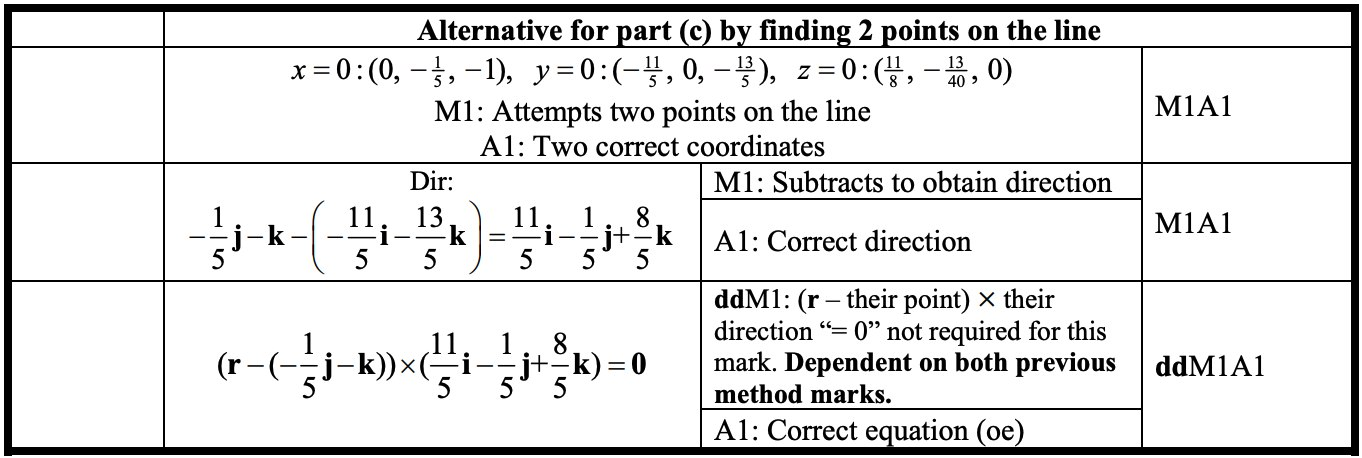 Alternative for part (c) by finding 2 points on the line
x = 0 : (0, −1/5, −1), y = 0 : (−11/5, 0, −13/5), z = 0 : (11/8, −13/40, 0)
M1: Attempts two points on the line
A1: Two correct coordinates
M1A1
Dir:
−1/5 j − k − (−11/5 i − 13/5 k) = 11/5 i − 1/5 j + 8/5 k
M1: Subtracts to obtain direction
A1: Correct direction
M1A1
(r − (−1/5 j − k)) × (11/5 i − 1/5 j + 8/5 k) = 0
ddM1: (r – their point) × their
direction “= 0” not required for this
mark. Dependent on both previous
method marks.
A1: Correct equation (oe)
ddM1A1